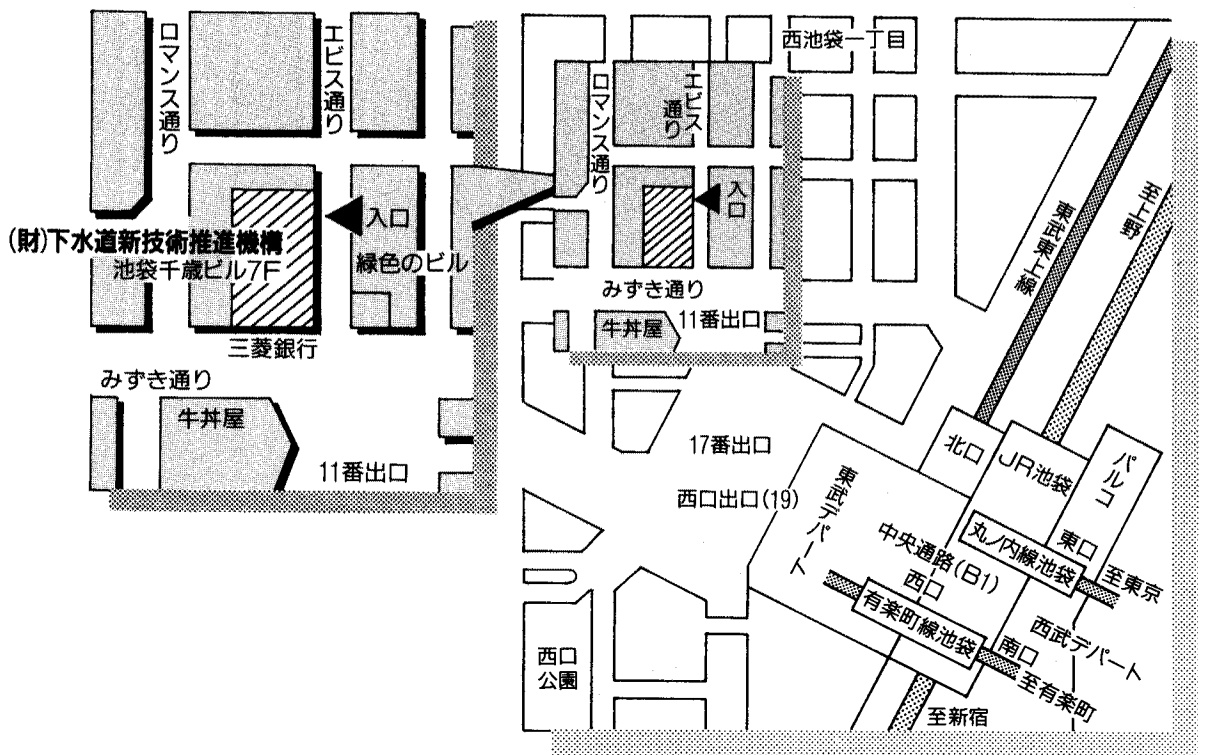 ロマンス通り
エビス通り
入口
(財)下水道新技術推進機構
池袋千歳ビル7F
緑色のビル
三菱銀行
みずき通り
牛丼屋
11番出口
西池袋一丁目
ロマンス通り
エビス通り
入口
みずき通り
牛丼屋
11番出口
東武東上線
至上野
17番出口
西口出口(19)
東武デパート
北口
JR池袋
パルコ
中央通路(B1)
西口
丸ノ内線池袋
東口
至東京
有楽町線池袋
南口
西武デパート
至有楽町
至新宿
西口
公園